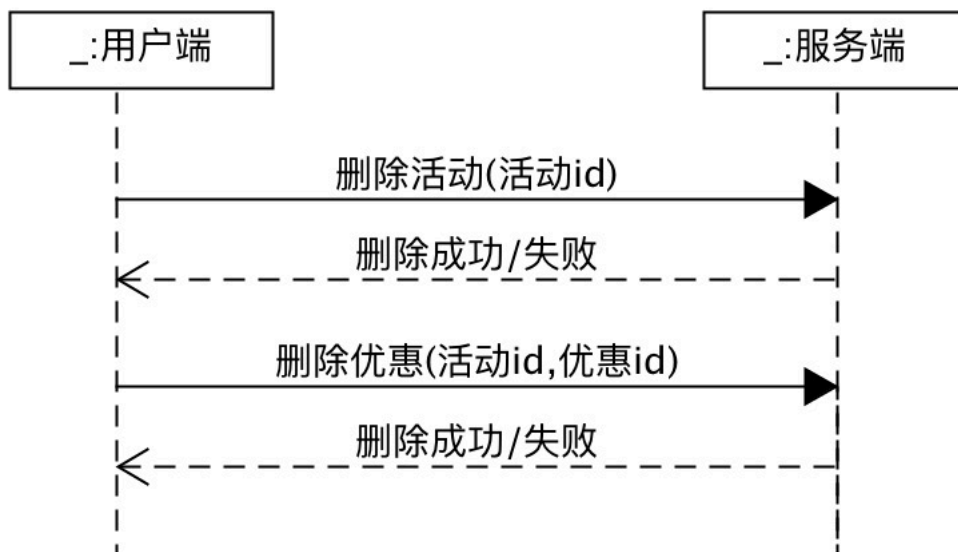 _:用户端
_:服务端
删除活动(活动id)
删除成功/失败
删除优惠(活动id,优惠id)
删除成功/失败